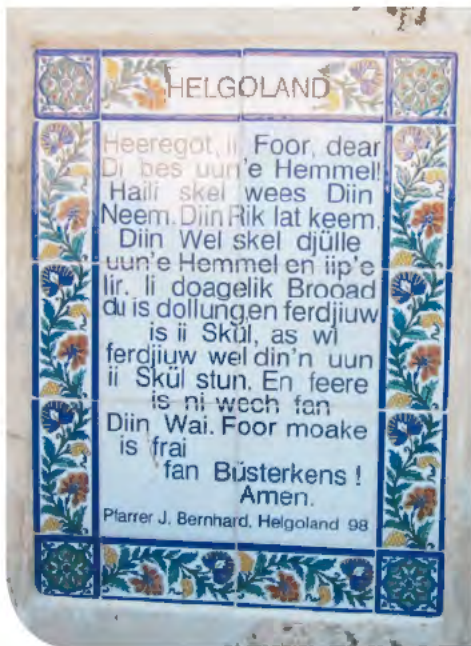 HELGOLAND
Heeregot, ii Foor, dear
Di bes uun'e Hemmel!
Haili skel wees Diin
Neem. Diin Rik lat keem,
Diin Wel skel djülle
uun'e Hemmel en iip'e
lir. Ii doagelik Brooad
du is dollung, en ferdjiuw
is ii Skül, as wi
ferdjiuw wel din'n uun
ii Skül stun. En feere
is ni wech fan
Diin Wai. Foor moake
is frai
fan Büsterkens !
Amen.
Pfarrer J. Bernhard, Helgoland 98